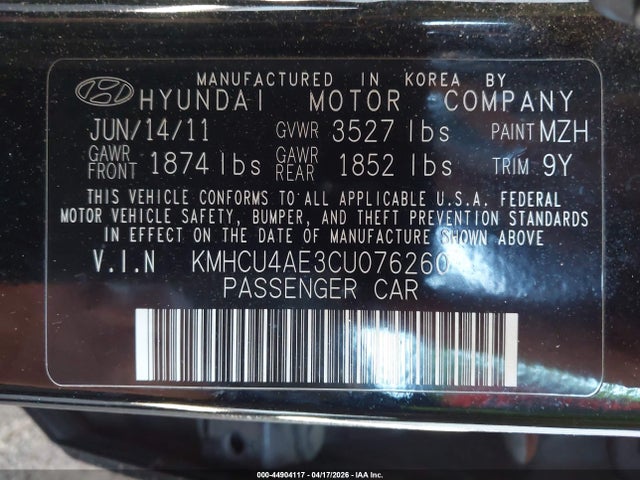 MANUFACTURED IN KOREA BY
HYUNDAI MOTOR COMPANY
JUN/14/11 GVWR 3527 lbs PAINT MZH
GAWR FRONT 1874 lbs GAWR REAR 1852 lbs TRIM 9Y
THIS VEHICLE CONFORMS TO ALL APPLICABLE U.S.A. FEDERAL
MOTOR VEHICLE SAFETY, BUMPER, AND THEFT PREVENTION STANDARDS
IN EFFECT ON THE DATE OF MANUFACTURE SHOWN ABOVE
V.I.N KMHCU4AE3CU076260
PASSENGER CAR
000-44904117 - 04/17/2026 - IAA Inc.